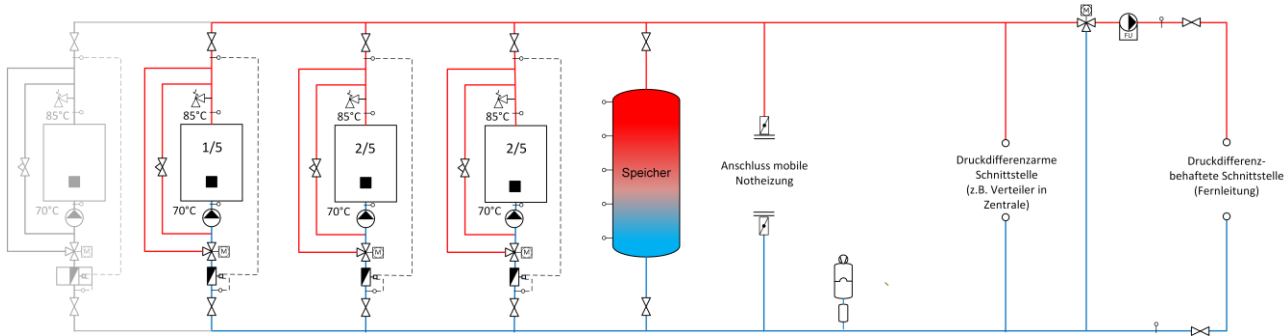 M
FU
85°C
85°C
85°C
85°C
1/5
2/5
2/5
Speicher
Anschluss mobile
Notheizung
Druckdifferenzarme
Schnittstelle
(z.B. Verteiler in
Zentrale)
Druckdifferenz-
behaftete Schnittstelle
(Fernleitung)
70°C
70°C
70°C
70°C
M
M
M
M
A
A
A
A